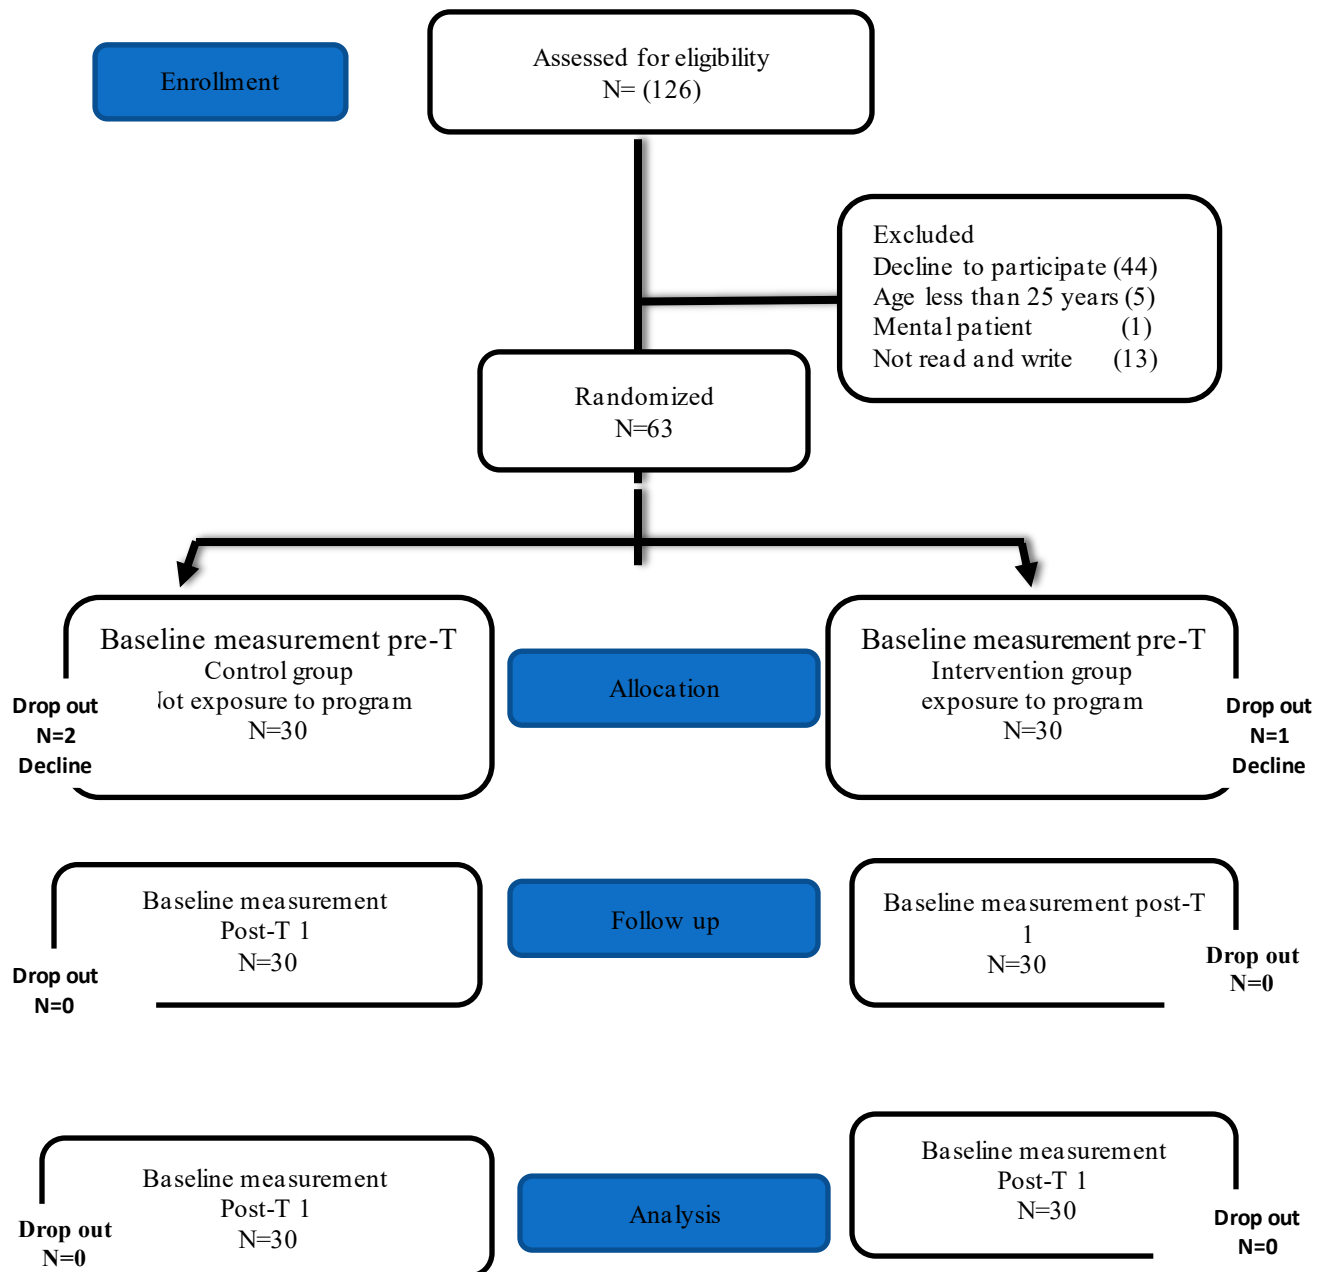 Enrollment
Assessed for eligibility
N= (126)
Excluded
Decline to participate (44)
Age less than 25 years (5)
Mental patient (1)
Not read and write (13)
Randomized
N=63
Baseline measurement pre-T
Control group
Not exposure to program
N=30
Drop out
N=2
Decline
Allocation
Baseline measurement pre-T
Intervention group
exposure to program
N=30
Drop out
N=1
Decline
Baseline measurement
Post-T 1
N=30
Drop out
N=0
Follow up
Baseline measurement post-T
1
N=30
Drop out
N=0
Baseline measurement
Post-T 1
N=30
Drop out
N=0
Analysis
Baseline measurement
Post-T 1
N=30
Drop out
N=0